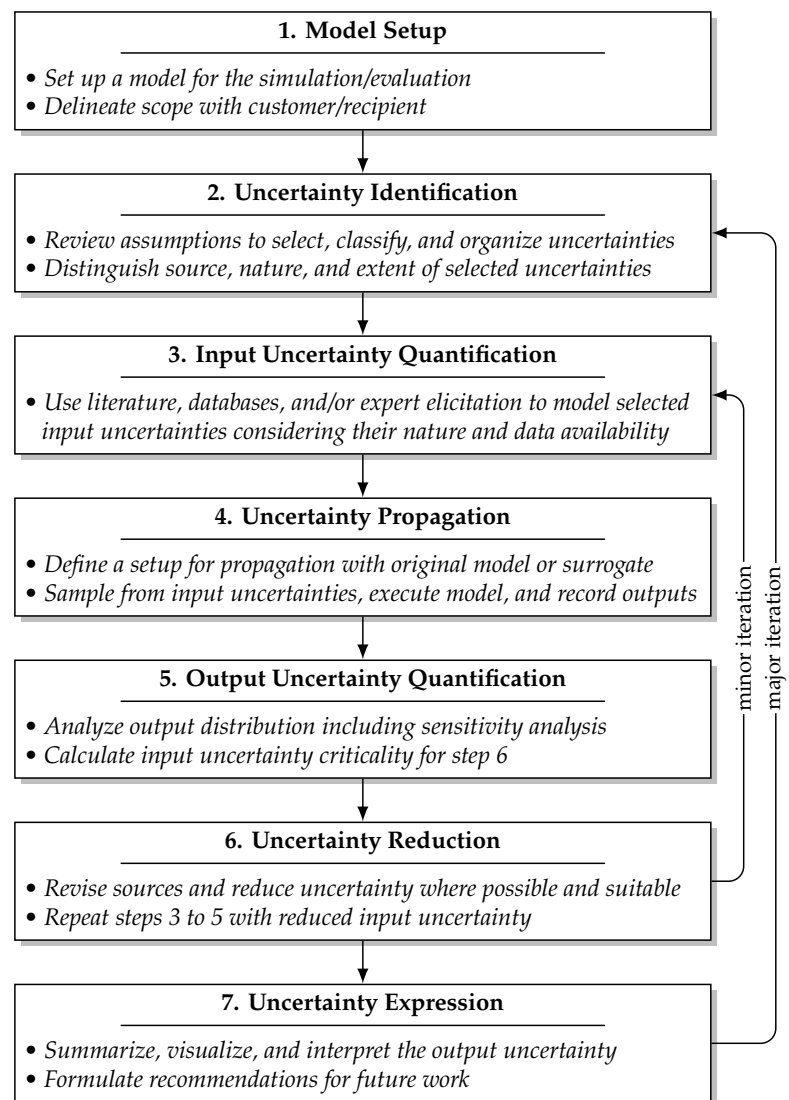 1. Model Setup
• Set up a model for the simulation/evaluation
• Delineate scope with customer/recipient
2. Uncertainty Identification
• Review assumptions to select, classify, and organize uncertainties
• Distinguish source, nature, and extent of selected uncertainties
3. Input Uncertainty Quantification
• Use literature, databases, and/or expert elicitation to model selected
input uncertainties considering their nature and data availability
4. Uncertainty Propagation
• Define a setup for propagation with original model or surrogate
• Sample from input uncertainties, execute model, and record outputs
5. Output Uncertainty Quantification
• Analyze output distribution including sensitivity analysis
• Calculate input uncertainty criticality for step 6
6. Uncertainty Reduction
• Revise sources and reduce uncertainty where possible and suitable
• Repeat steps 3 to 5 with reduced input uncertainty
7. Uncertainty Expression
• Summarize, visualize, and interpret the output uncertainty
• Formulate recommendations for future work
minor iteration
major iteration